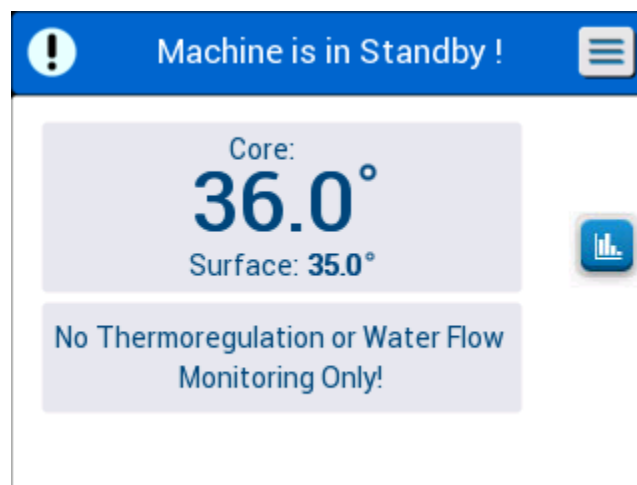 Machine is in Standby !
Core:
36.0°
Surface: 35.0°
No Thermoregulation or Water Flow
Monitoring Only!